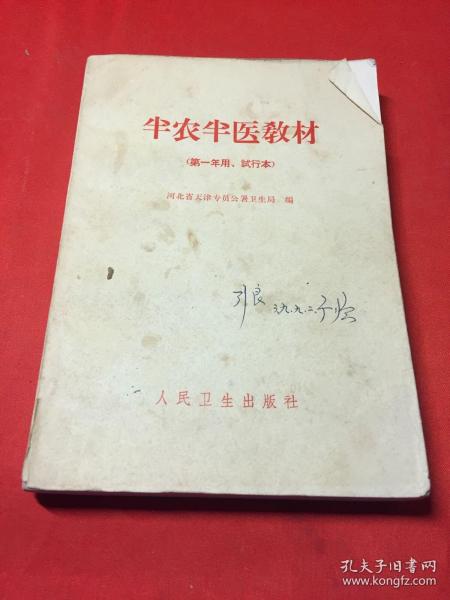 半农半医教材
(第一年用、試行本)
河北省天津专员公署卫生局 编
人民卫生出版社
孔夫子旧书网
www.kongfz.com